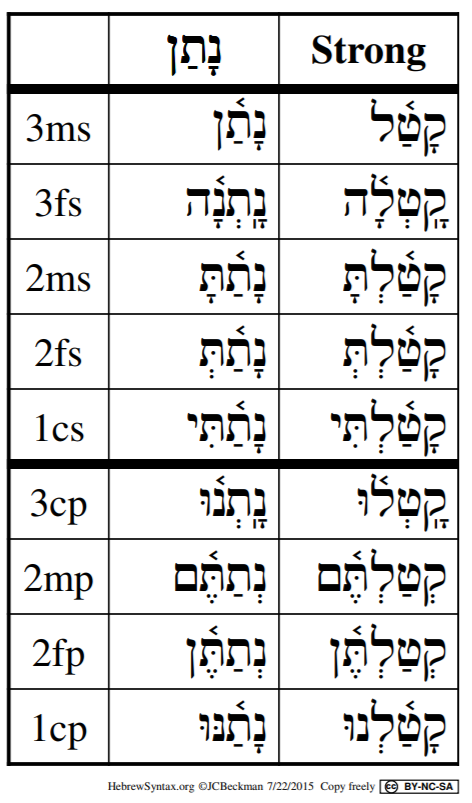 נָתַן Strong
3ms נָתַ֫ן קָטַ֫ל
3fs נָֽתְנָ֫ה קָֽטְלָ֫ה
2ms נָתַ֫תָּ קָטַ֫לְתָּ
2fs נָתַ֫תְּ קָטַ֫לְתְּ
1cs נָתַ֫תִּי קָטַ֫לְתִּי
3cp נָֽתְנ֫וּ קָֽטְל֫וּ
2mp נְתַתֶּ֫ם קְטַלְתֶּ֫ם
2fp נְתַתֶּ֫ן קְטַלְתֶּ֫ן
1cp נָתַ֫נּוּ קָטַ֫לְנוּ
HebrewSyntax.org ©JCBeckman 7/22/2015 Copy freely cc BY-NC-SA